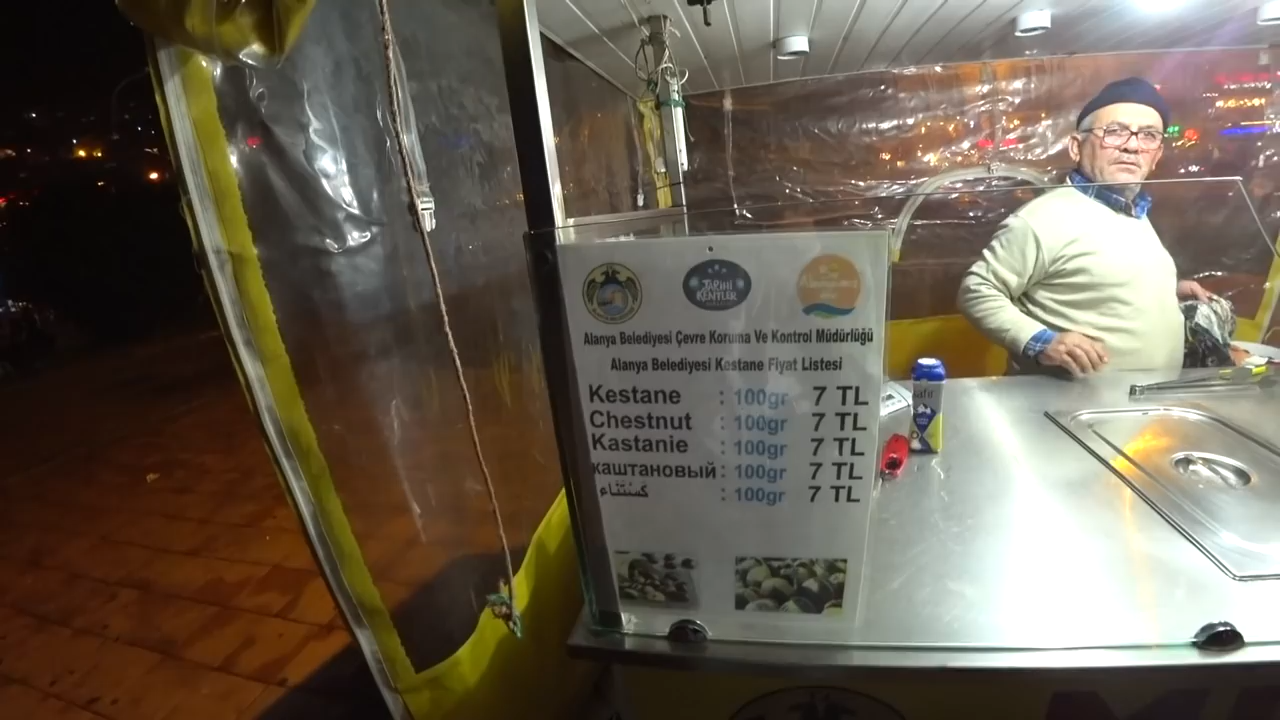 TARİHİ
KENTLER
Alanya Belediyesi Çevre Koruma Ve Kontrol Müdürlüğü
Alanya Belediyesi Kestane Fiyat Listesi
Kestane : 100gr 7 TL
Chestnut : 100gr 7 TL
Kastanie : 100gr 7 TL
каштановый : 100gr 7 TL
كَسْتَنَاء : 100gr 7 TL